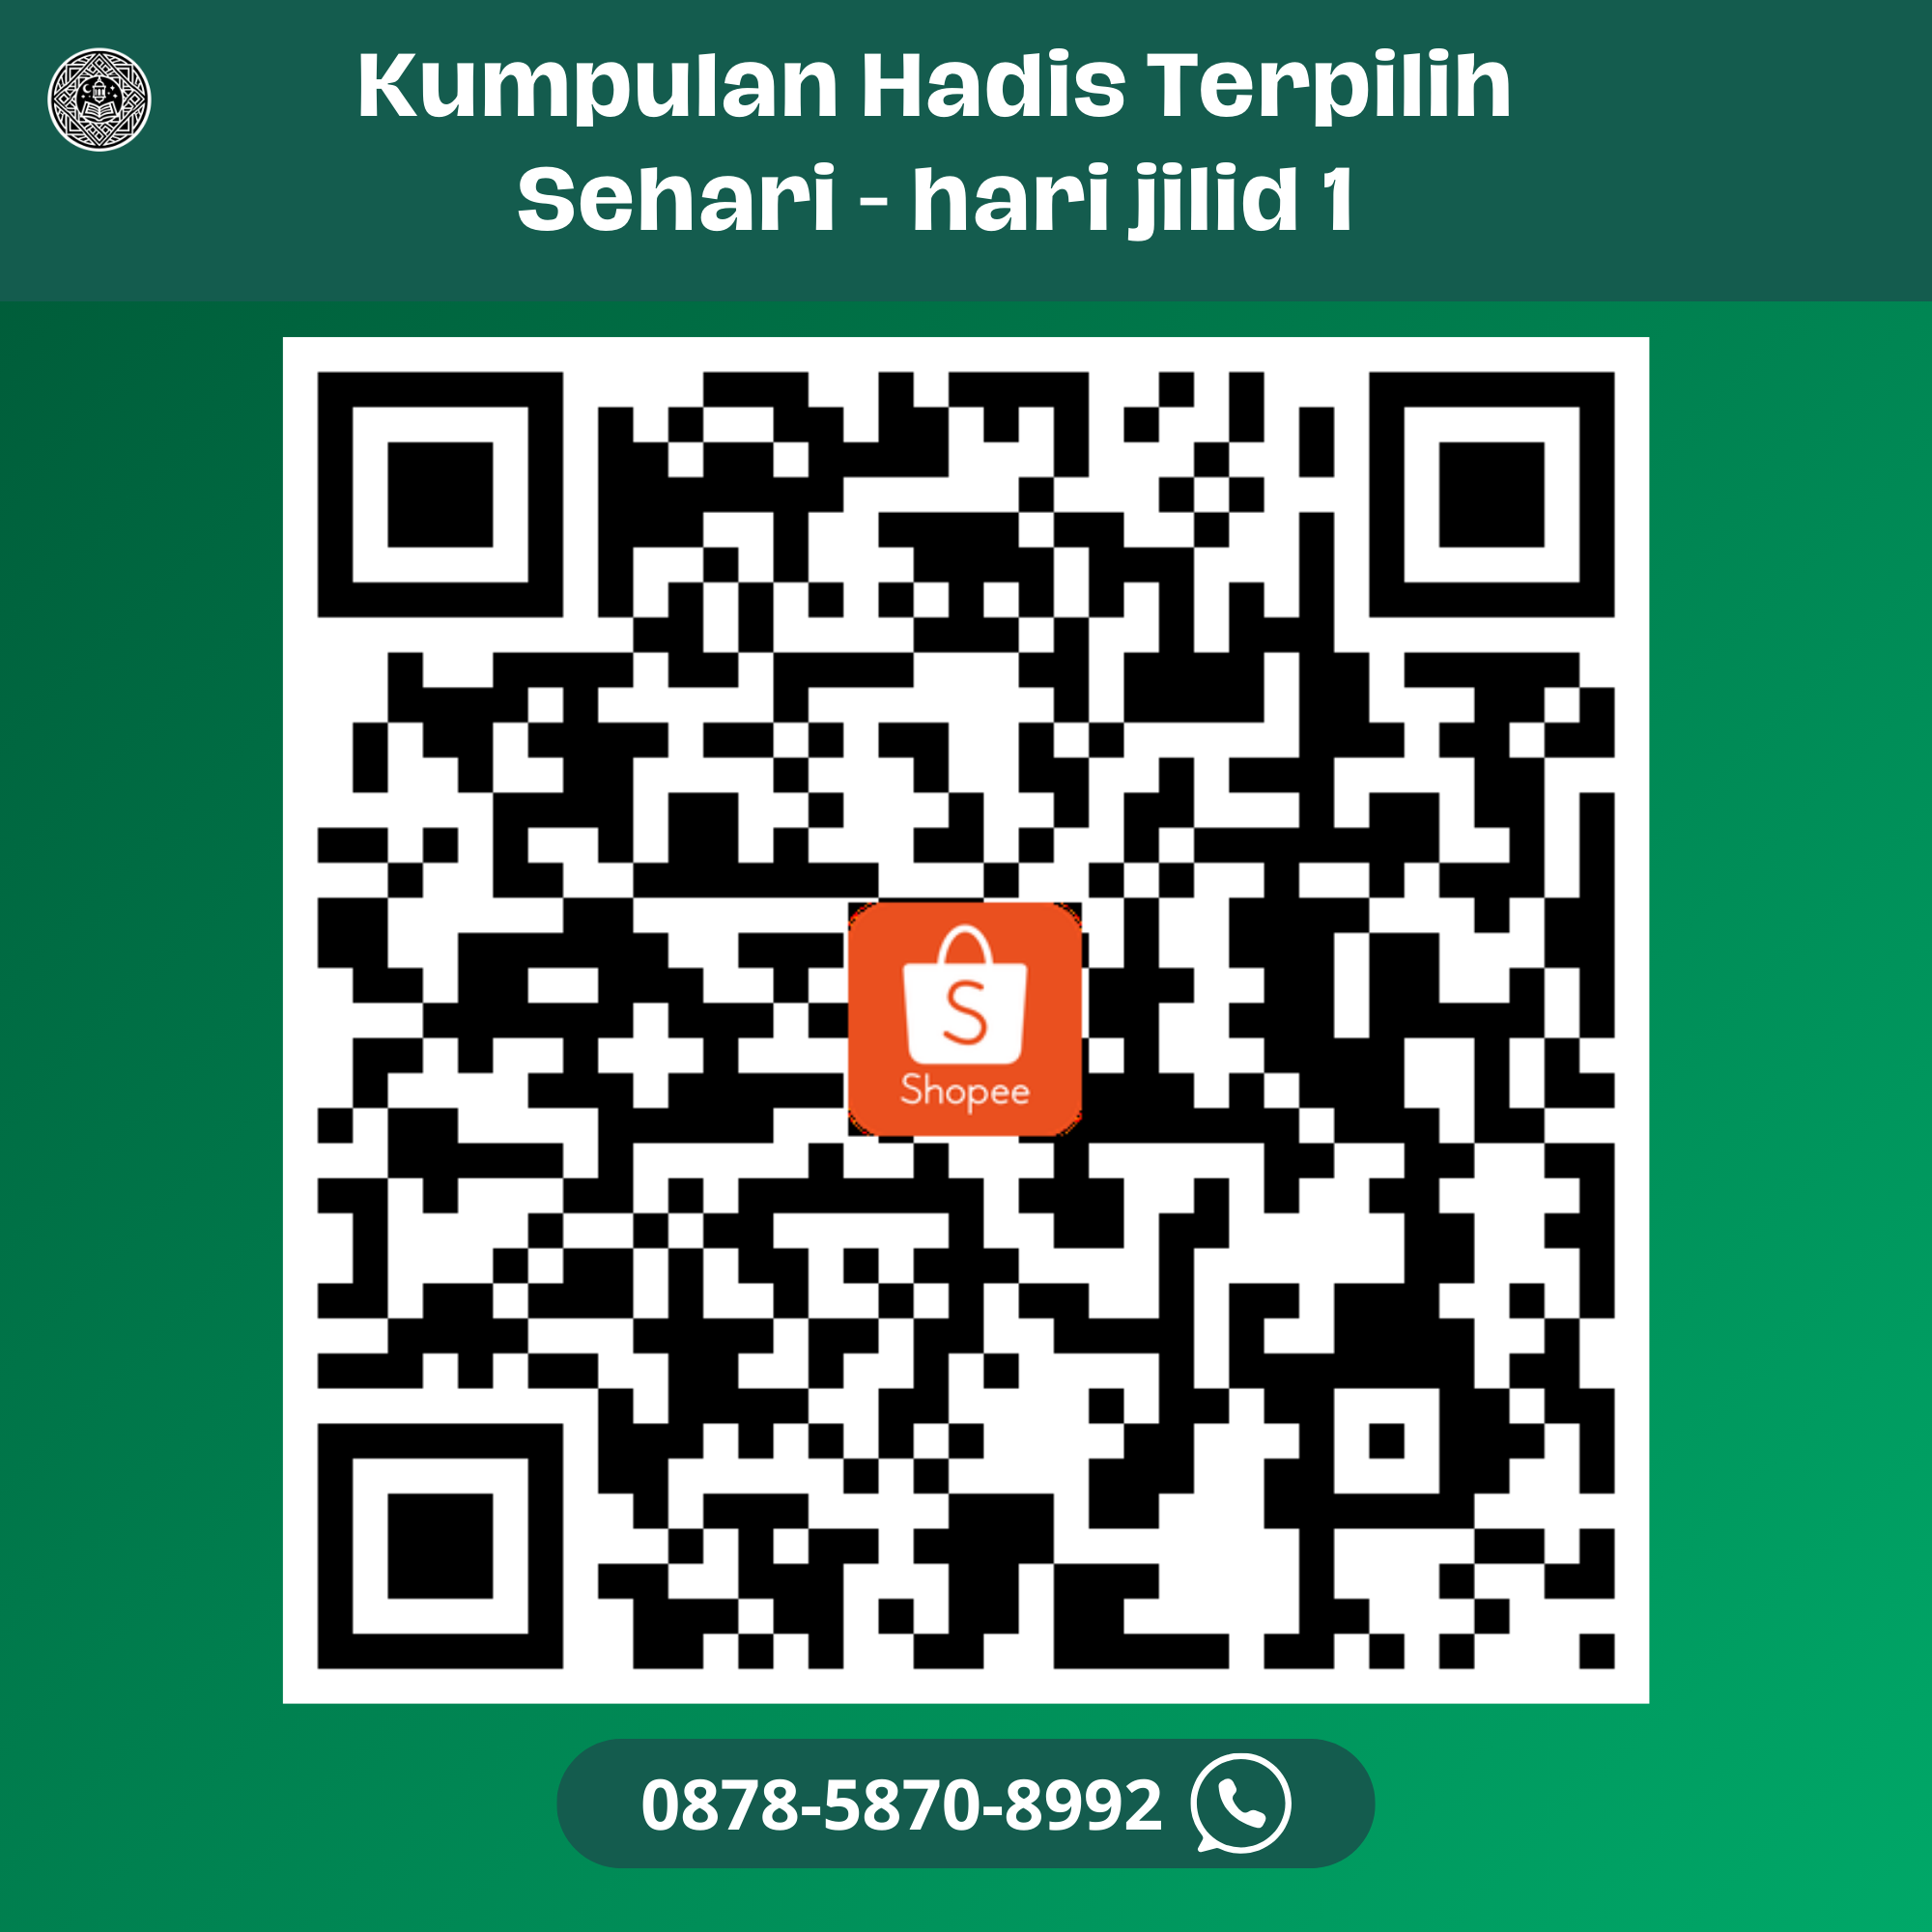 Kumpulan Hadis Terpilih
Sehari - hari jilid 1
S
Shopee
0878-5870-8992